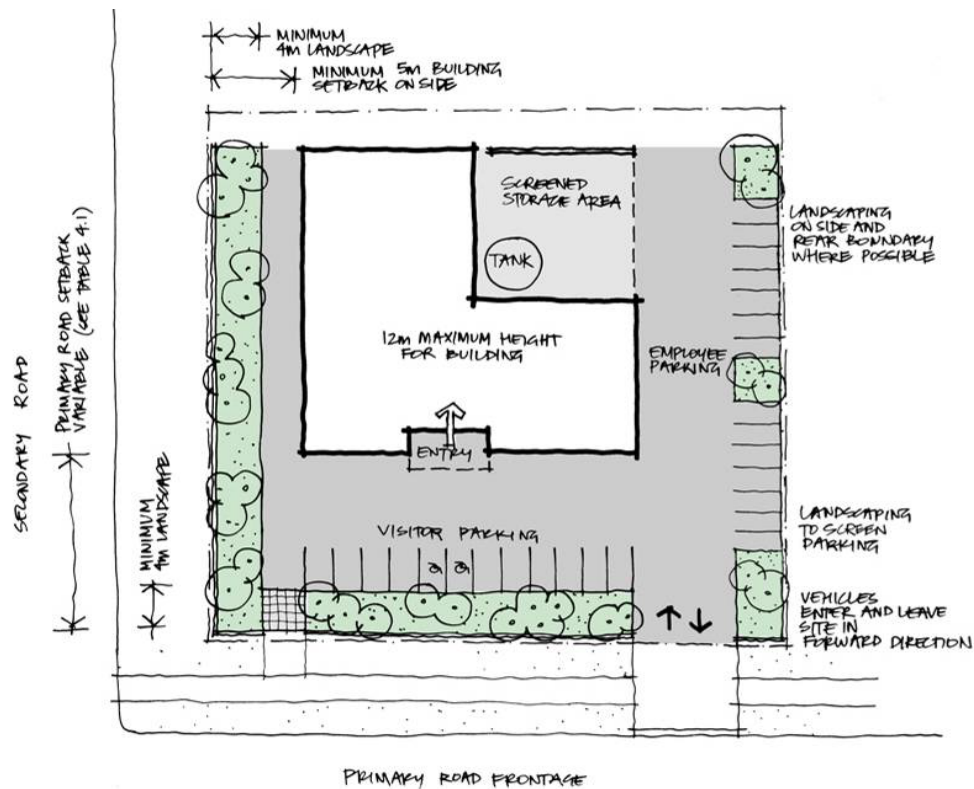 MINIMUM
4M LANDSCAPE
MINIMUM 5M BUILDING
SETBACK ON SIDE
SCREENED
STORAGE AREA
TANK
LANDSCAPING
ON SIDE AND
REAR BOUNDARY
WHERE POSSIBLE
12M MAXIMUM HEIGHT
FOR BUILDING
EMPLOYEE
PARKING
ENTRY
SECONDARY ROAD
PRIMARY ROAD SETBACK
VARIABLE (SEE TABLE 4.1)
MINIMUM
4M LANDSCAPE
VISITOR PARKING
LANDSCAPING
TO SCREEN
PARKING
VEHICLES
ENTER AND LEAVE
SITE IN
FORWARD DIRECTION
PRIMARY ROAD FRONTAGE